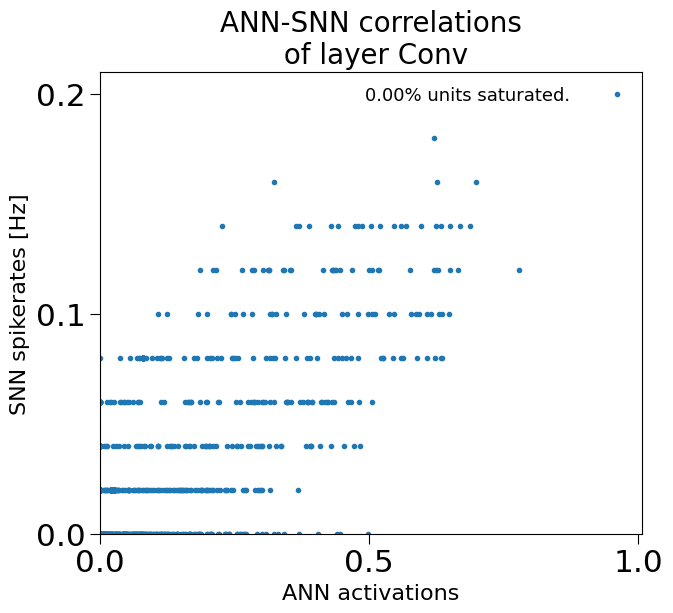 ANN-SNN correlations
of layer Conv
0.00% units saturated.
SNN spikerates [Hz]
0.2
0.1
0.0
0.0 0.5 1.0
ANN activations